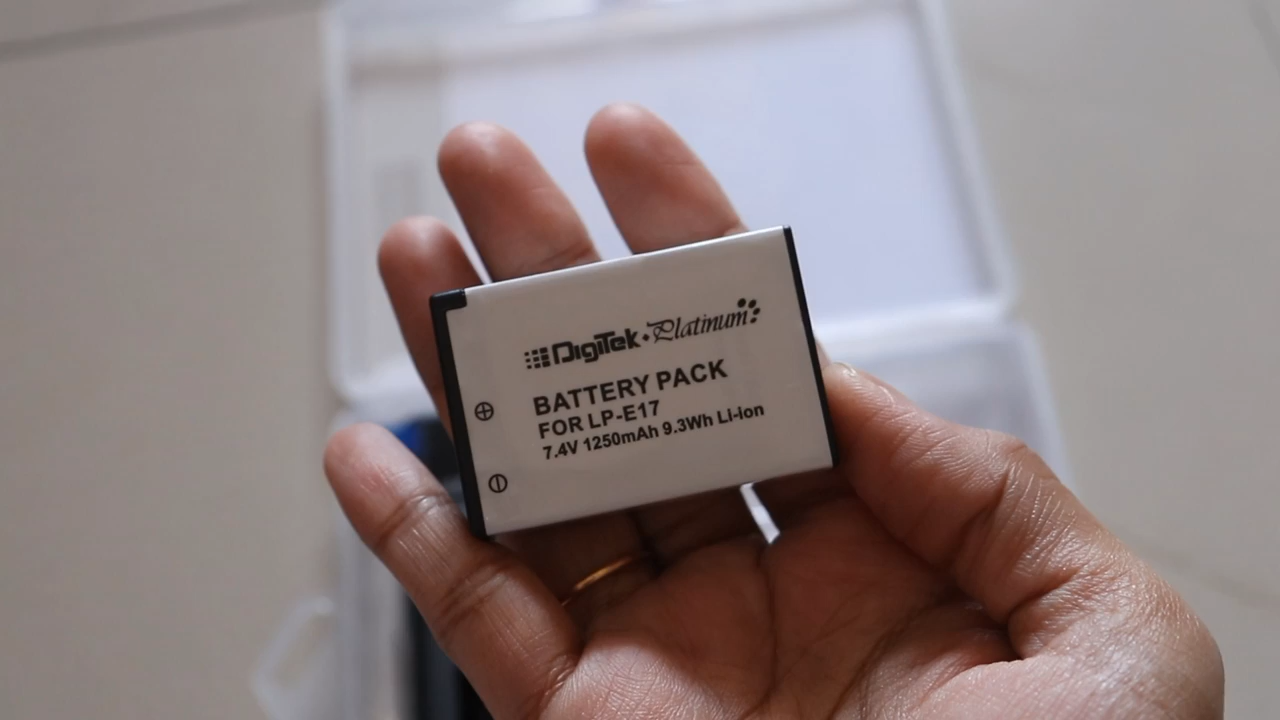 DigiTek Platinum
BATTERY PACK
FOR LP-E17
7.4V 1250mAh 9.3Wh Li-ion